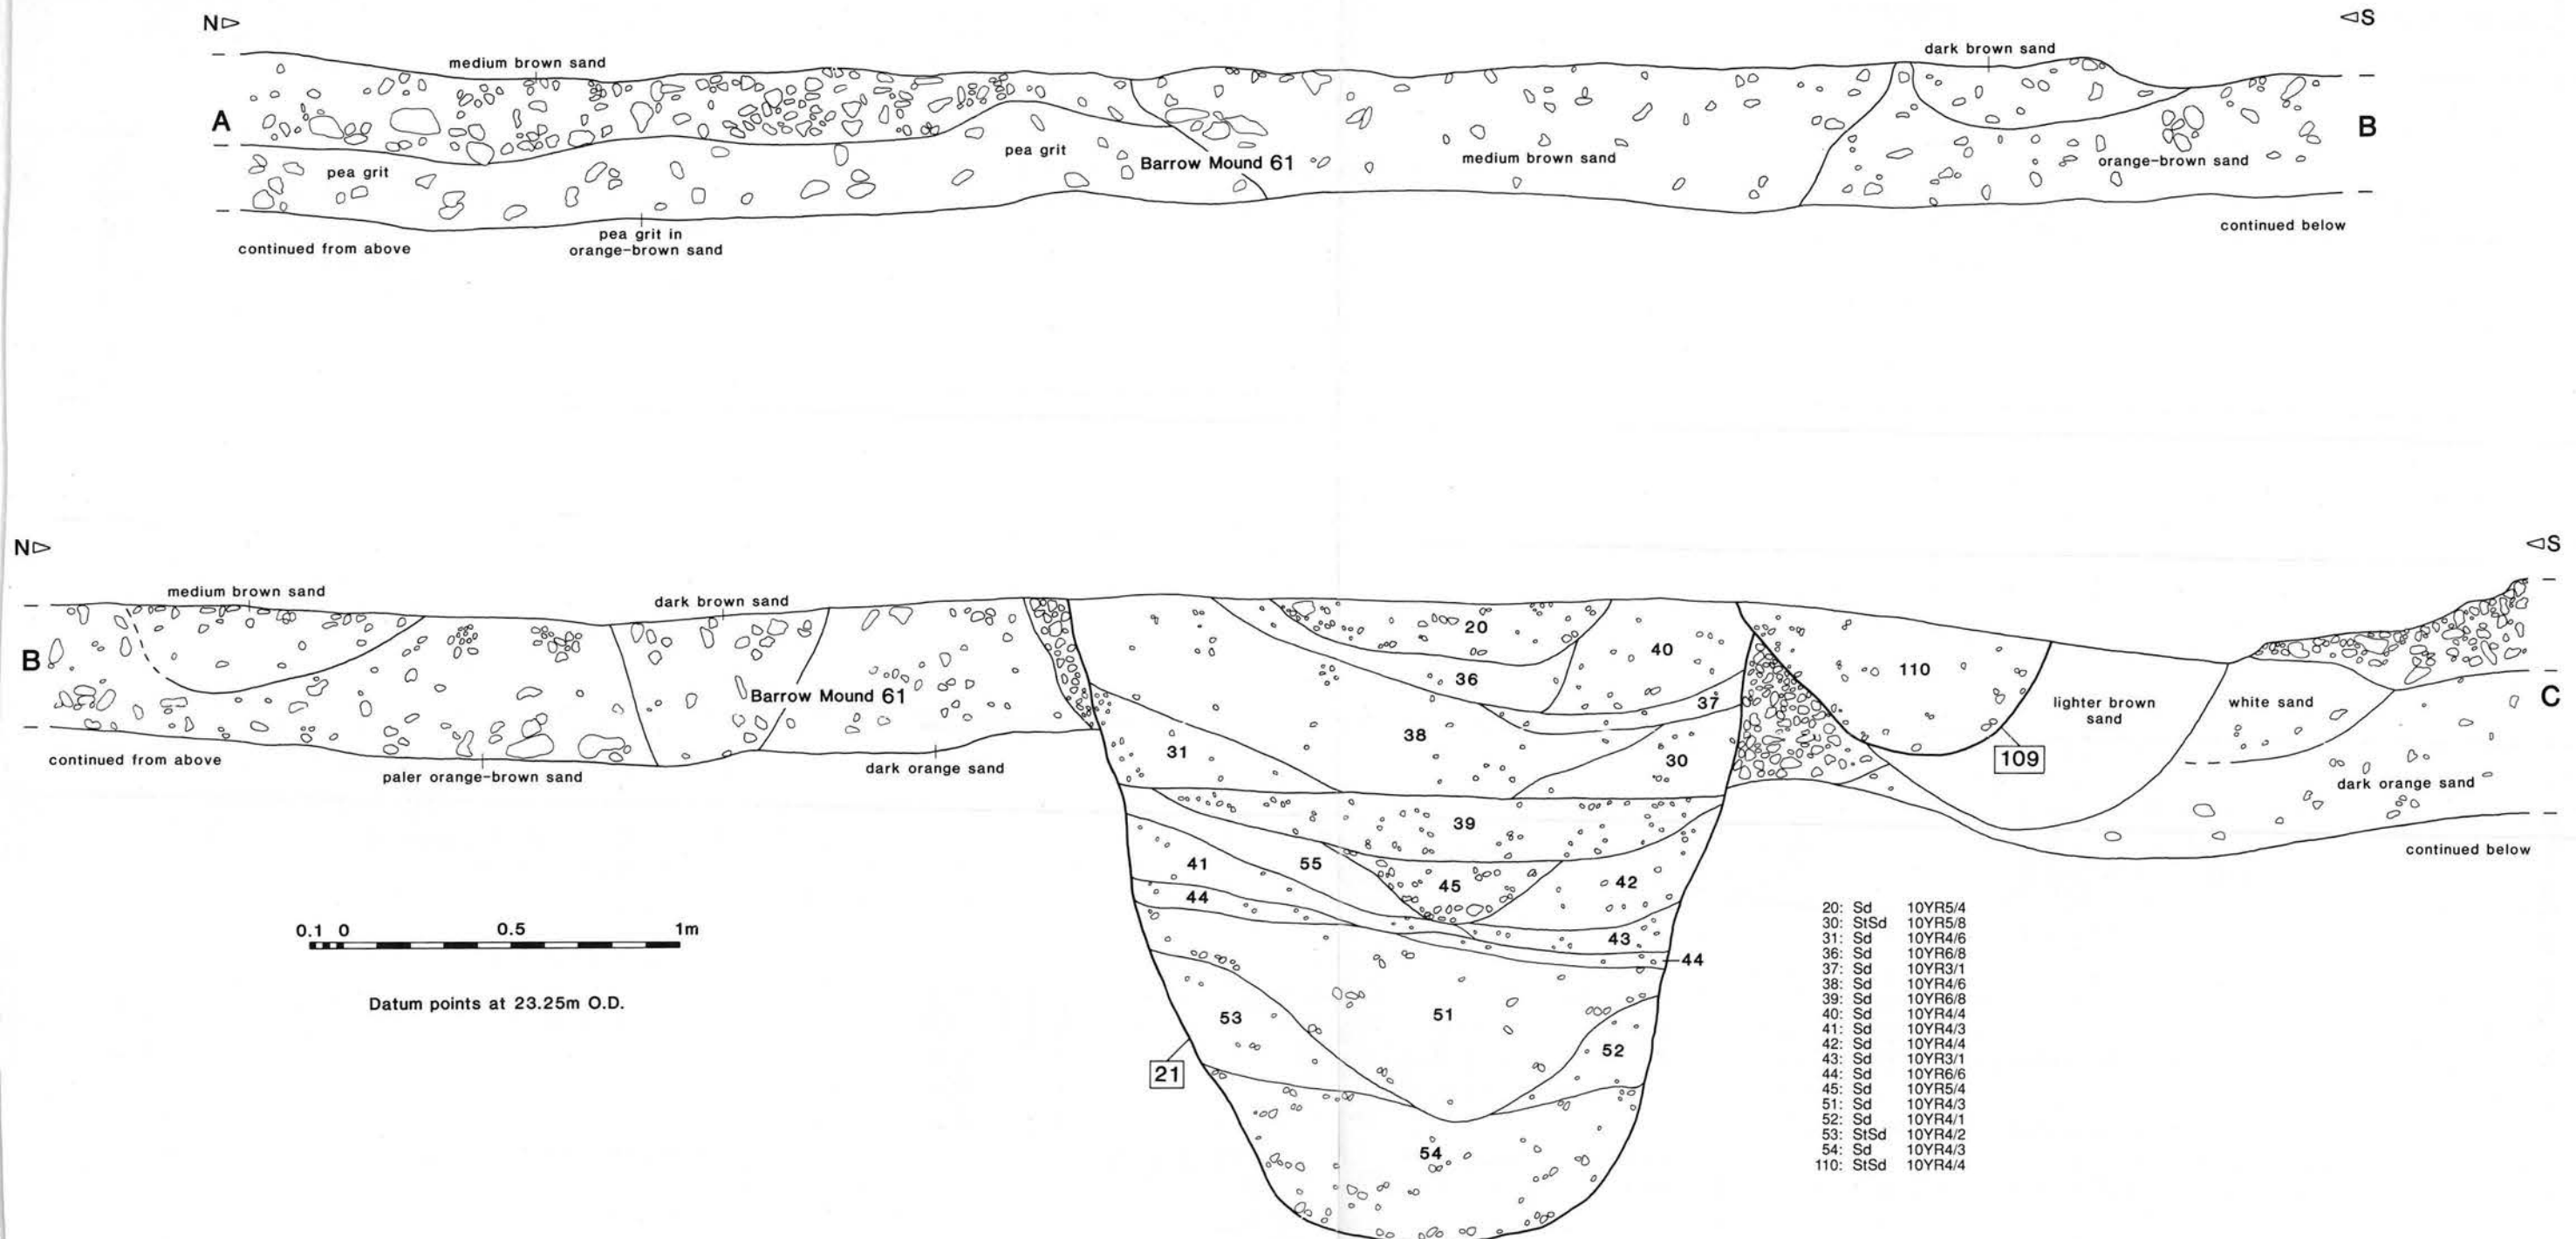 N S
medium brown sand
dark brown sand
A
B
pea grit
pea grit
Barrow Mound 61
medium brown sand
orange-brown sand
continued from above
pea grit in
orange-brown sand
continued below
N S
medium brown sand
dark brown sand
B
20
40
110
36
Barrow Mound 61
37
lighter brown
sand
white sand
C
38
31
30
109
continued from above
paler orange-brown sand
dark orange sand
dark orange sand
39
continued below
41
55
45
42
44
43
44
0.1 0 0.5 1m
Datum points at 23.25m O.D.
53
51
52
21
54
20: Sd 10YR5/4
30: StSd 10YR5/8
31: Sd 10YR4/6
36: Sd 10YR6/8
37: Sd 10YR3/1
38: Sd 10YR4/6
39: Sd 10YR6/8
40: Sd 10YR4/4
41: Sd 10YR4/3
42: Sd 10YR4/4
43: Sd 10YR3/1
44: Sd 10YR6/6
45: Sd 10YR5/4
51: Sd 10YR4/3
52: Sd 10YR4/1
53: StSd 10YR4/2
54: Sd 10YR4/3
110: StSd 10YR4/4